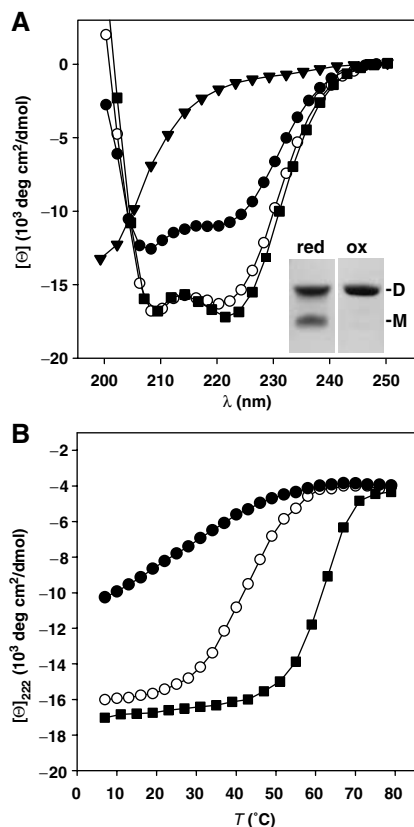 A
[Θ] (10³ deg cm²/dmol)
0
−5
−10
−15
−20
200 210 220 230 240 250
λ (nm)
red ox
-D
-M
B
[Θ]₂₂₂ (10³ deg cm²/dmol)
−2
−4
−6
−8
−10
−12
−14
−16
−18
−20
10 20 30 40 50 60 70 80
T (°C)